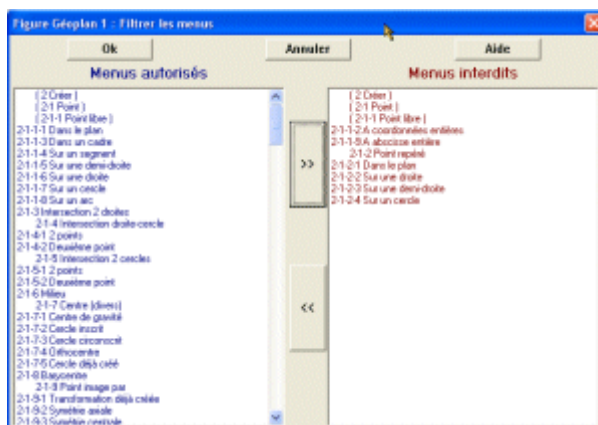 Figure Géoplan 1 : Filtrer les menus
Ok Annuler Aide
Menus autorisés
( 2 Créer )
( 2-1 Point )
( 2-1-1 Point libre )
2-1-1-1 Dans le plan
2-1-1-3 Dans un cadre
2-1-1-4 Sur un segment
2-1-1-5 Sur une demi-droite
2-1-1-6 Sur une droite
2-1-1-7 Sur un cercle
2-1-1-8 Sur un arc
2-1-3 Intersection 2 droites
2-1-4 Intersection droite-cercle
2-1-4-1 2 points
2-1-4-2 Deuxième point
2-1-5 Intersection 2 cercles
2-1-5-1 2 points
2-1-5-2 Deuxième point
2-1-6 Milieu
2-1-7 Centre (divers)
2-1-7-1 Centre de gravité
2-1-7-2 Cercle inscrit
2-1-7-3 Cercle circonscrit
2-1-7-4 Orthocentre
2-1-7-5 Cercle déjà créé
2-1-8 Barycentre
2-1-9 Point image par
2-1-9-1 Transformation déjà créée
2-1-9-2 Symétrie axiale
2-1-9-3 Symétrie centrale
>>
<<
Menus interdits
( 2 Créer )
( 2-1 Point )
( 2-1-1 Point libre )
2-1-1-2 A coordonnées entières
2-1-1-9 A abscisse entière
2-1-2 Point repéré
2-1-2-1 Dans le plan
2-1-2-2 Sur une droite
2-1-2-3 Sur une demi-droite
2-1-2-4 Sur un cercle